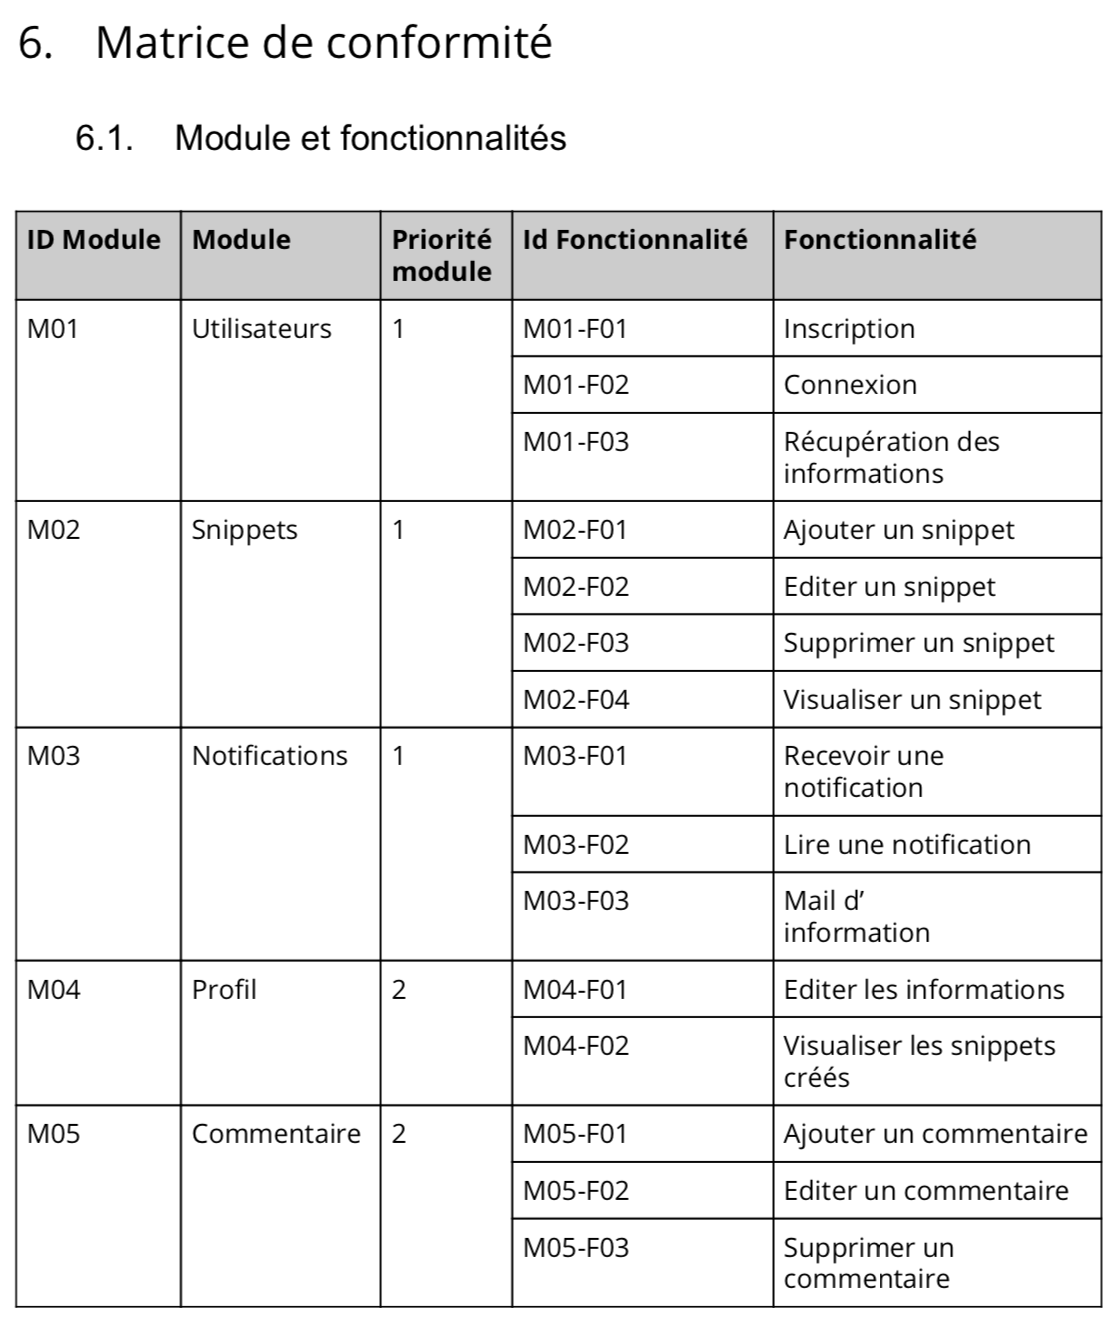 6. Matrice de conformité
6.1. Module et fonctionnalités
ID Module Module Priorité module Id Fonctionnalité Fonctionnalité
M01 Utilisateurs 1 M01-F01 Inscription
M01-F02 Connexion
M01-F03 Récupération des
informations
M02 Snippets 1 M02-F01 Ajouter un snippet
M02-F02 Editer un snippet
M02-F03 Supprimer un snippet
M02-F04 Visualiser un snippet
M03 Notifications 1 M03-F01 Recevoir une
notification
M03-F02 Lire une notification
M03-F03 Mail d’
information
M04 Profil 2 M04-F01 Editer les informations
M04-F02 Visualiser les snippets
créés
M05 Commentaire 2 M05-F01 Ajouter un commentaire
M05-F02 Editer un commentaire
M05-F03 Supprimer un
commentaire